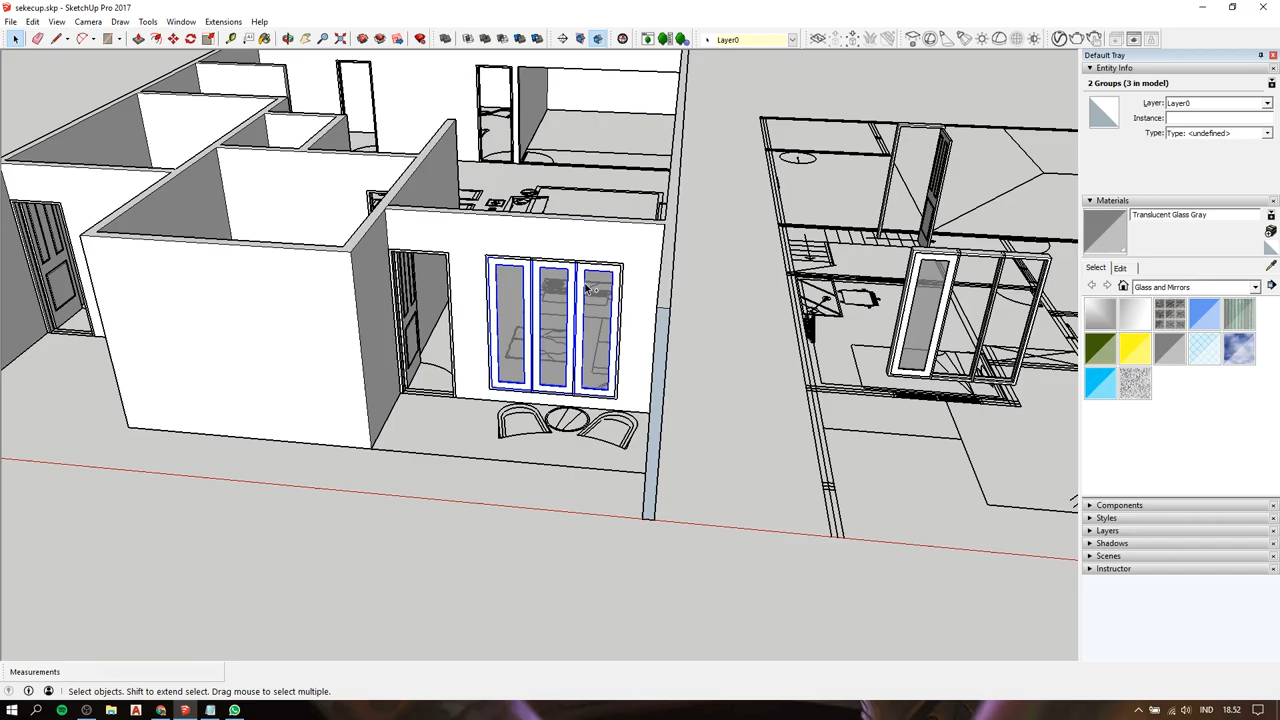 sekecup.skp - SketchUp Pro 2017
File Edit View Camera Draw Tools Window Extensions Help
Layer0
Default Tray
Entity Info
2 Groups (3 in model)
Layer: Layer0
Instance:
Type: Type: <undefined>
Materials
Translucent Glass Gray
Select Edit
Glass and Mirrors
Components
Styles
Layers
Shadows
Scenes
Instructor
Measurements
Select objects. Shift to extend select. Drag mouse to select multiple.
IND 18.52